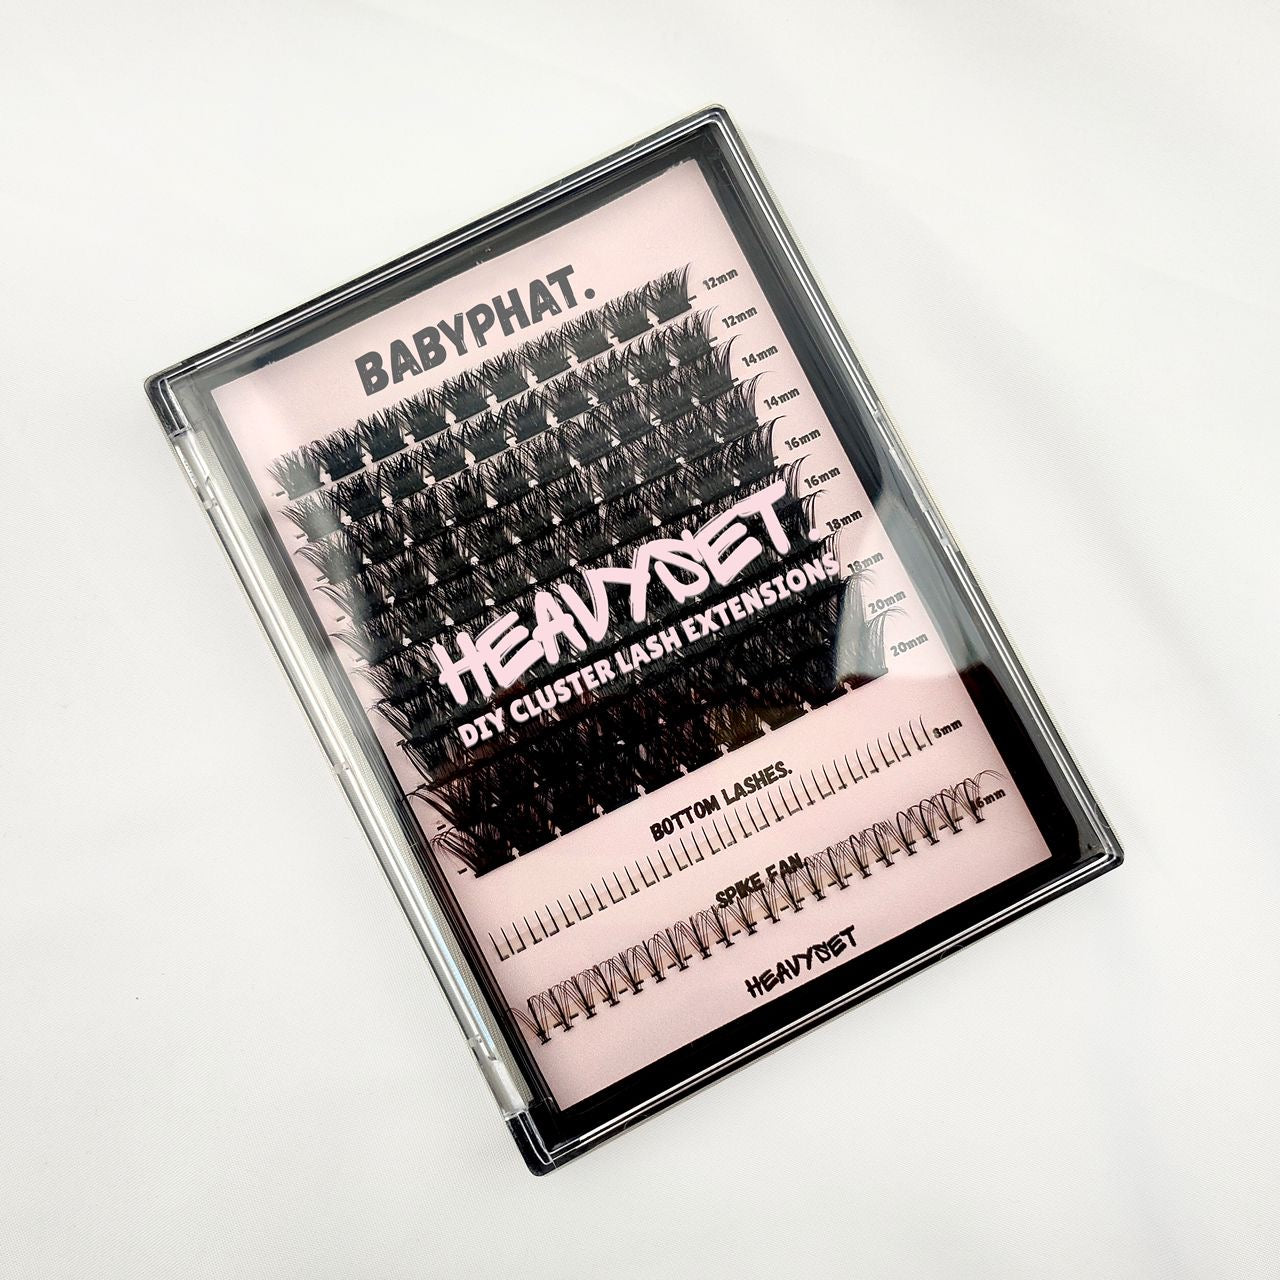 BABYPHAT.
12mm
12mm
14mm
14mm
16mm
16mm
18mm
18mm
20mm
20mm
HEAVYSET.
DIY CLUSTER LASH EXTENSIONS
BOTTOM LASHES.
8mm
SPIKE FAN.
16mm
HEAVYSET